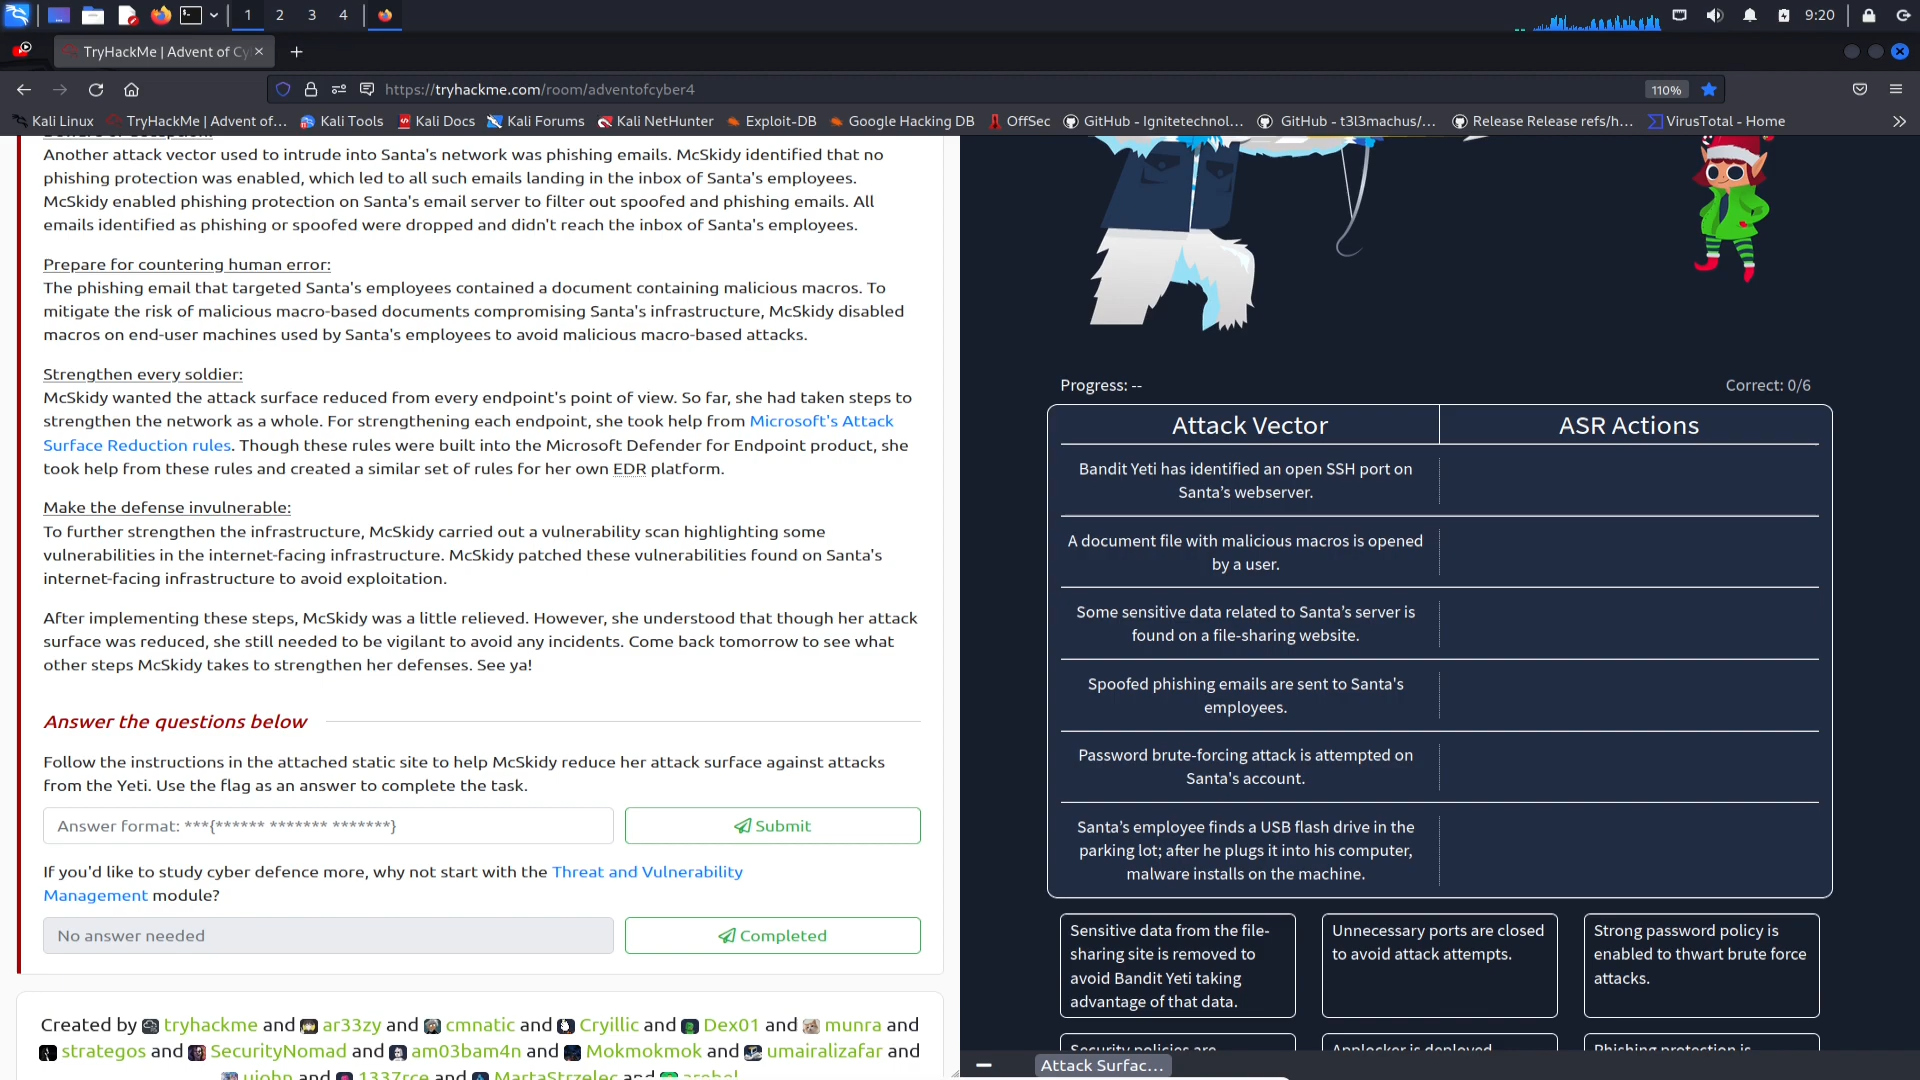 1 2 3 4 9:20
TryHackMe | Advent of Cy
https://tryhackme.com/room/adventofcyber4 110%
Kali Linux TryHackMe | Advent of... Kali Tools Kali Docs Kali Forums Kali NetHunter Exploit-DB Google Hacking DB OffSec GitHub - Ignitetechnol... GitHub - t3l3machus/... Release Release refs/h... VirusTotal - Home
Another attack vector used to intrude into Santa's network was phishing emails. McSkidy identified that no
phishing protection was enabled, which led to all such emails landing in the inbox of Santa's employees.
McSkidy enabled phishing protection on Santa's email server to filter out spoofed and phishing emails. All
emails identified as phishing or spoofed were dropped and didn't reach the inbox of Santa's employees.
Prepare for countering human error:
The phishing email that targeted Santa's employees contained a document containing malicious macros. To
mitigate the risk of malicious macro-based documents compromising Santa's infrastructure, McSkidy disabled
macros on end-user machines used by Santa's employees to avoid malicious macro-based attacks.
Strengthen every soldier:
McSkidy wanted the attack surface reduced from every endpoint's point of view. So far, she had taken steps to
strengthen the network as a whole. For strengthening each endpoint, she took help from Microsoft's Attack
Surface Reduction rules. Though these rules were built into the Microsoft Defender for Endpoint product, she
took help from these rules and created a similar set of rules for her own EDR platform.
Make the defense invulnerable:
To further strengthen the infrastructure, McSkidy carried out a vulnerability scan highlighting some
vulnerabilities in the internet-facing infrastructure. McSkidy patched these vulnerabilities found on Santa's
internet-facing infrastructure to avoid exploitation.
After implementing these steps, McSkidy was a little relieved. However, she understood that though her attack
surface was reduced, she still needed to be vigilant to avoid any incidents. Come back tomorrow to see what
other steps McSkidy takes to strengthen her defenses. See ya!
Answer the questions below
Follow the instructions in the attached static site to help McSkidy reduce her attack surface against attacks
from the Yeti. Use the flag as an answer to complete the task.
Answer format: ***{****** ******* *******}
Submit
If you'd like to study cyber defence more, why not start with the Threat and Vulnerability
Management module?
No answer needed
Completed
Created by tryhackme and ar33zy and cmnatic and Cryillic and Dex01 and munra and
strategos and SecurityNomad and am03bam4n and Mokmokmok and umairalizafar and
ujohn and 1337rce and MartaStrzelec and arebel
Progress: --
Correct: 0/6
Attack Vector
ASR Actions
Bandit Yeti has identified an open SSH port on
Santa’s webserver.
A document file with malicious macros is opened
by a user.
Some sensitive data related to Santa’s server is
found on a file-sharing website.
Spoofed phishing emails are sent to Santa's
employees.
Password brute-forcing attack is attempted on
Santa's account.
Santa’s employee finds a USB flash drive in the
parking lot; after he plugs it into his computer,
malware installs on the machine.
Sensitive data from the file-
sharing site is removed to
avoid Bandit Yeti taking
advantage of that data.
Unnecessary ports are closed
to avoid attack attempts.
Strong password policy is
enabled to thwart brute force
attacks.
Security policies are
Applocker is deployed
Phishing protection is
Attack Surfac...